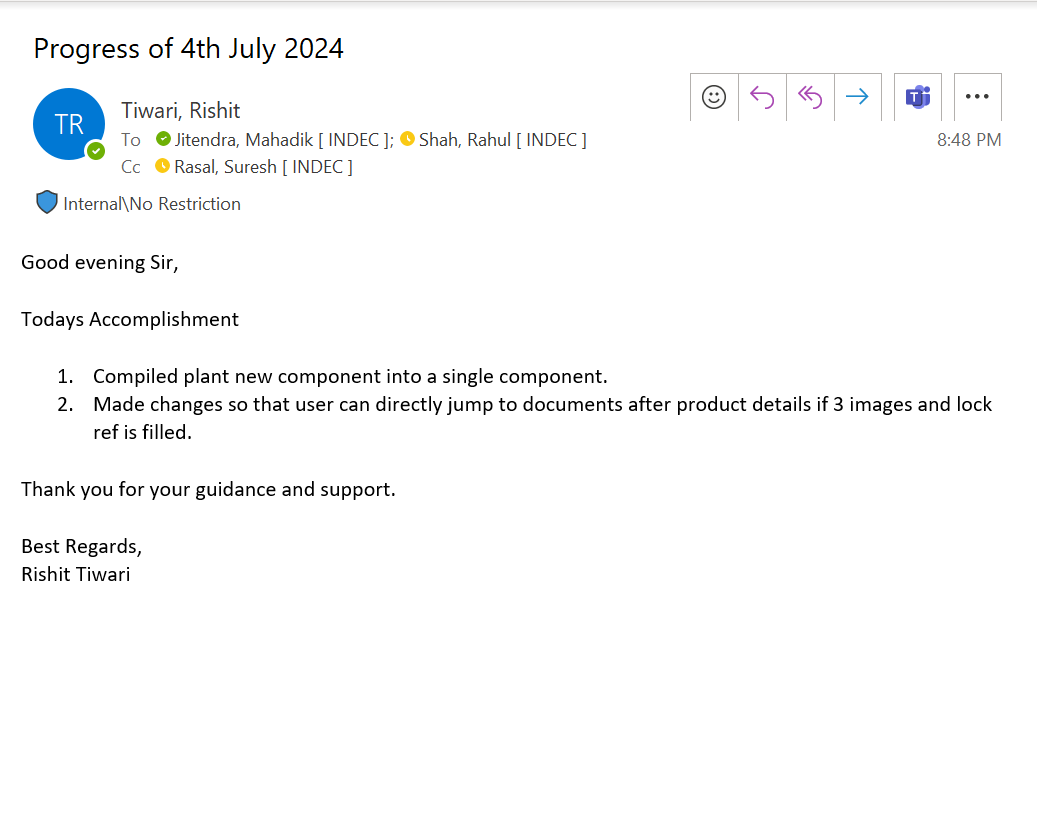 Progress of 4th July 2024
TR
Tiwari, Rishit
To Jitendra, Mahadik [ INDEC ]; Shah, Rahul [ INDEC ]
8:48 PM
Cc Rasal, Suresh [ INDEC ]
Internal\No Restriction
Good evening Sir,
Todays Accomplishment
1. Compiled plant new component into a single component.
2. Made changes so that user can directly jump to documents after product details if 3 images and lock
ref is filled.
Thank you for your guidance and support.
Best Regards,
Rishit Tiwari